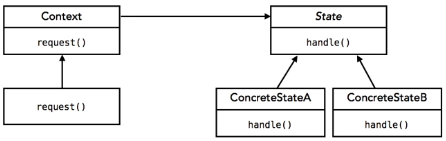 Context
State
request()
handle()
request()
ConcreteStateA
ConcreteStateB
handle()
handle()